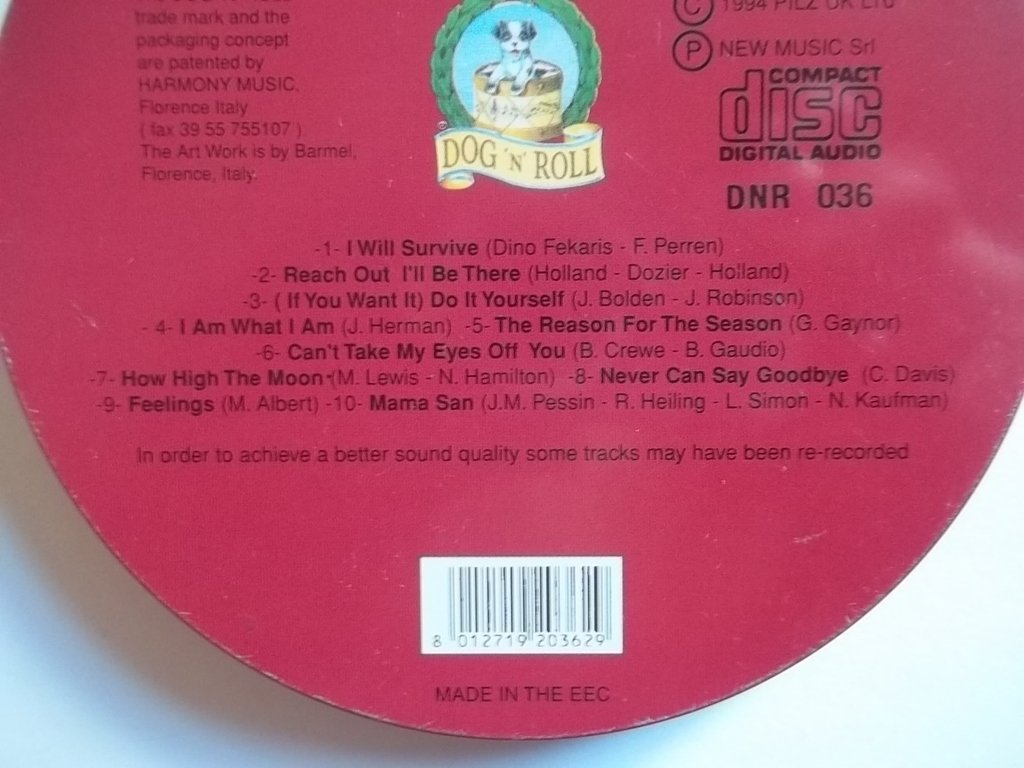 trade mark and the
packaging concept
are patented by
HARMONY MUSIC,
Florence Italy
( fax 39 55 755107 )
The Art Work is by Barmel,
Florence, Italy.
DOG 'N' ROLL
C 1994 PILZ UK LTD
P NEW MUSIC Srl
COMPACT
disc
DIGITAL AUDIO
DNR 036
-1- I Will Survive (Dino Fekaris - F. Perren)
-2- Reach Out I'll Be There (Holland - Dozier - Holland)
-3- ( If You Want It) Do It Yourself (J. Bolden - J. Robinson)
- 4- I Am What I Am (J. Herman) -5- The Reason For The Season (G. Gaynor)
-6- Can't Take My Eyes Off You (B. Crewe - B. Gaudio)
-7- How High The Moon (M. Lewis - N. Hamilton) -8- Never Can Say Goodbye (C. Davis)
-9- Feelings (M. Albert) -10- Mama San (J.M. Pessin - R. Heiling - L. Simon - N. Kaufman)
In order to achieve a better sound quality some tracks may have been re-recorded
8 012719 203629
MADE IN THE EEC